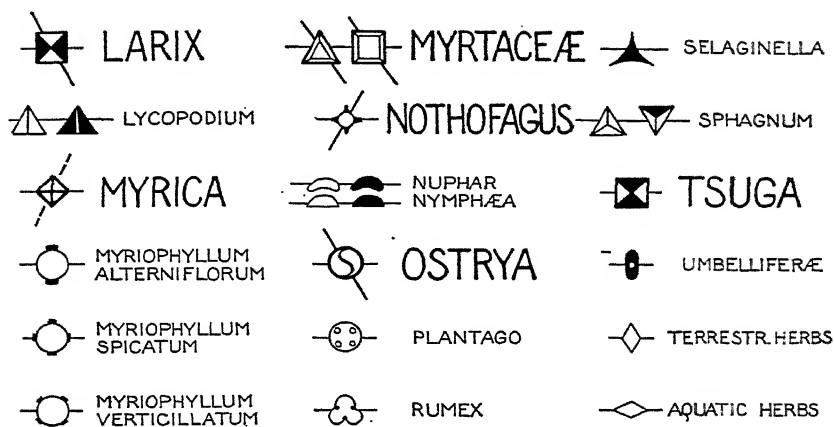 LARIX
LYCOPODIUM
MYRICA
MYRIOPHYLLUM
ALTERNIFLORUM
MYRIOPHYLLUM
SPICATUM
MYRIOPHYLLUM
VERTICILLATUM
MYRTACEÆ
NOTHOFAGUS
NUPHAR
NYMPHÆA
OSTRYA
PLANTAGO
RUMEX
SELAGINELLA
SPHAGNUM
TSUGA
UMBELLIFERÆ
TERRESTR. HERBS
AQUATIC HERBS